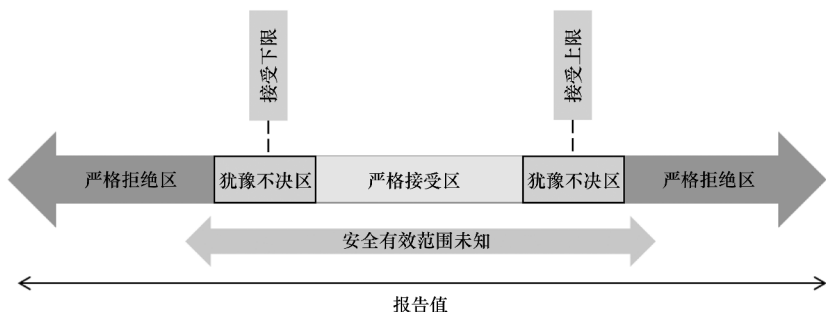 接受下限
接受上限
严格拒绝区
犹豫不决区
严格接受区
犹豫不决区
严格拒绝区
安全有效范围未知
报告值